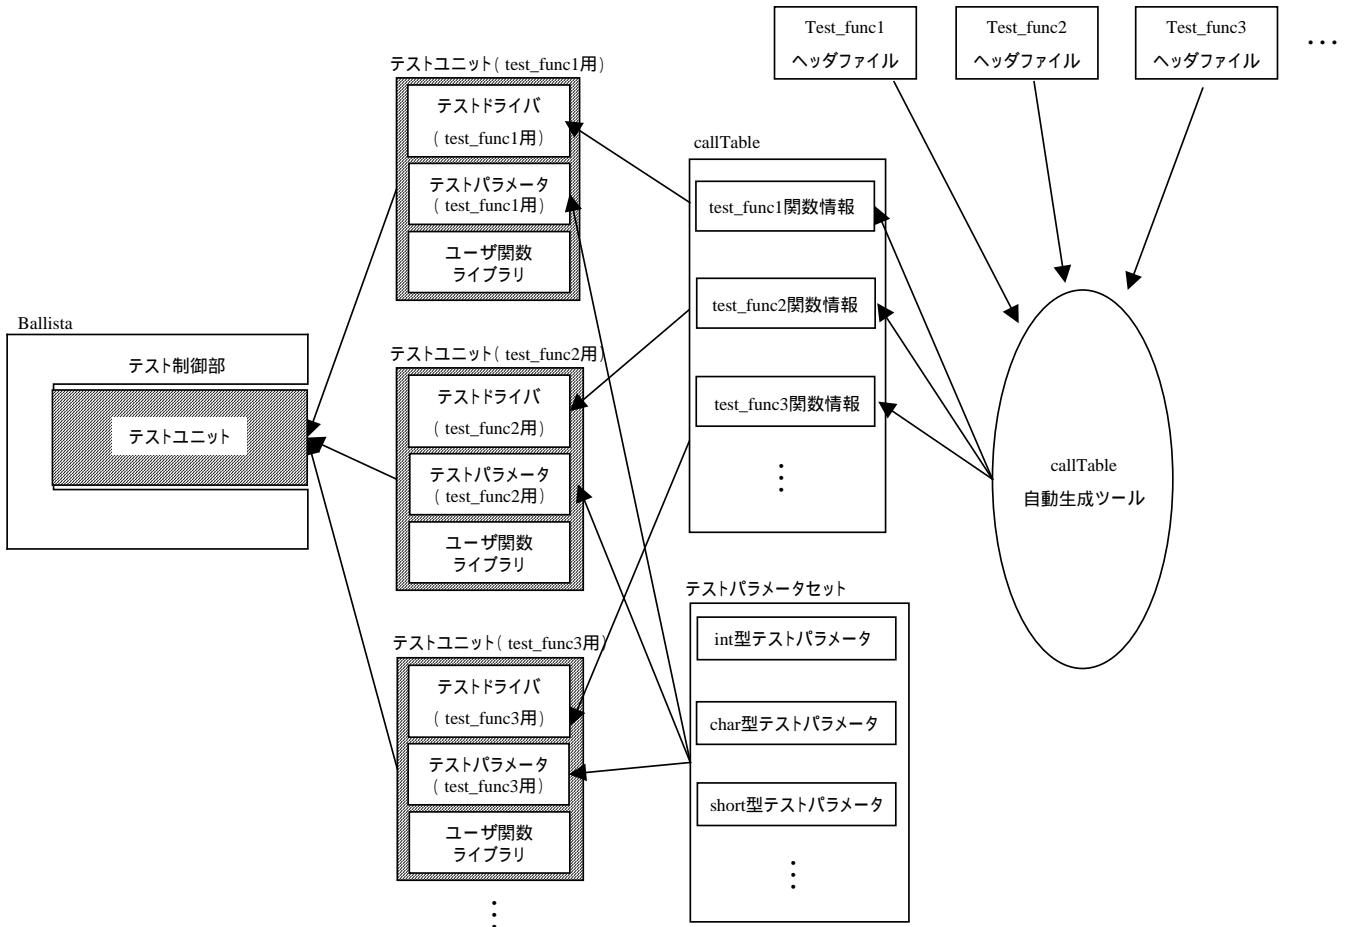 Test_func1
ヘッダファイル
Test_func2
ヘッダファイル
Test_func3
ヘッダファイル
…
テストユニット( test_func1用)
テストドライバ
( test_func1用)
テストパラメータ
( test_func1用)
ユーザ関数
ライブラリ
callTable
test_func1関数情報
test_func2関数情報
test_func3関数情報
⋮
Ballista
テスト制御部
テストユニット
テストユニット( test_func2用)
テストドライバ
( test_func2用)
テストパラメータ
( test_func2用)
ユーザ関数
ライブラリ
callTable
自動生成ツール
テストパラメータセット
int型テストパラメータ
char型テストパラメータ
short型テストパラメータ
⋮
テストユニット( test_func3用)
テストドライバ
( test_func3用)
テストパラメータ
( test_func3用)
ユーザ関数
ライブラリ
⋮